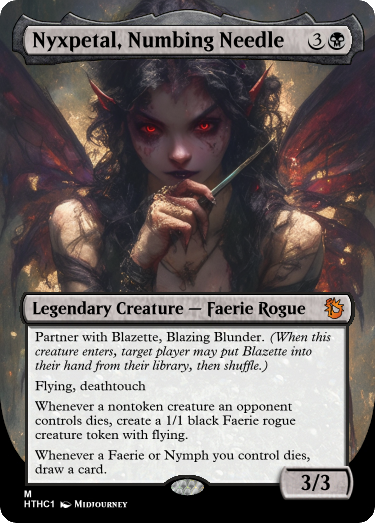 Nyxpetal, Numbing Needle 3
Legendary Creature — Faerie Rogue
Partner with Blazette, Blazing Blunder. (When this
creature enters, target player may put Blazette into
their hand from their library, then shuffle.)
Flying, deathtouch
Whenever a nontoken creature an opponent
controls dies, create a 1/1 black Faerie rogue
creature token with flying.
Whenever a Faerie or Nymph you control dies,
draw a card.
3/3
M
HTHC1 Midjourney